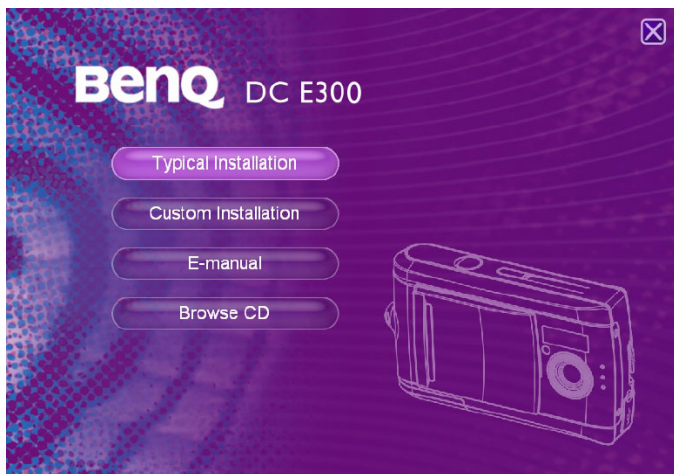 BenQ DC E300
Typical Installation
Custom Installation
E-manual
Browse CD